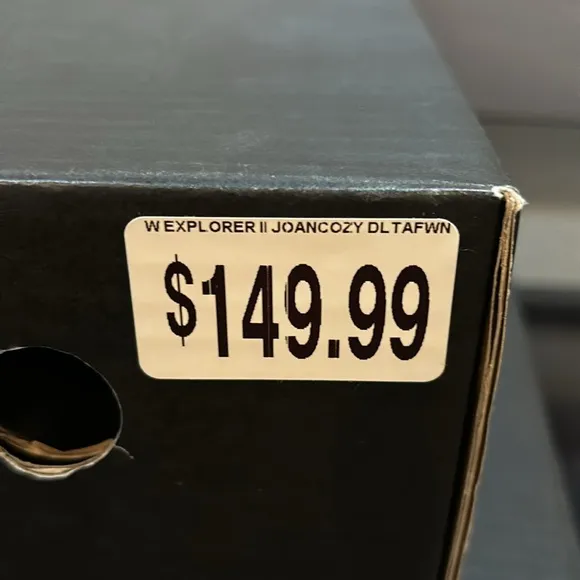 W EXPLORER II JOANCOZY DLTAFWN
$149.99